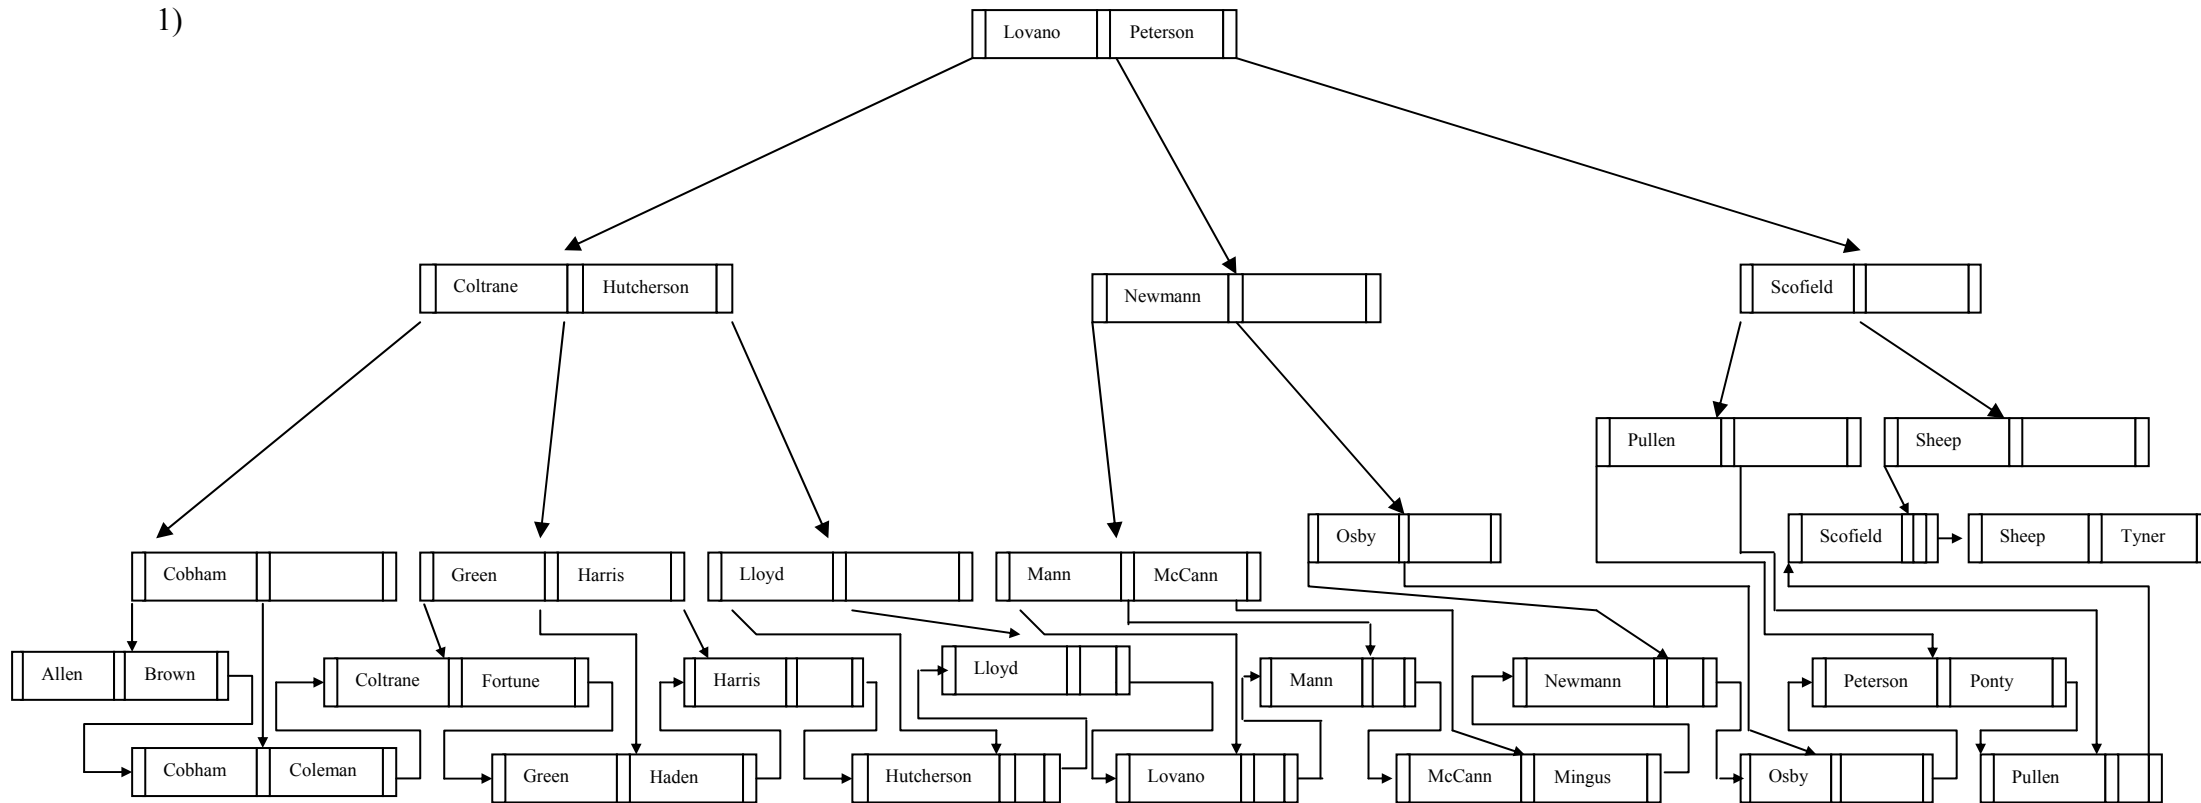 1)
Lovano Peterson
Coltrane Hutcherson
Newmann
Scofield
Pullen
Sheep
Osby
Scofield
Sheep Tyner
Cobham
Green Harris
Lloyd
Mann McCann
Allen Brown
Coltrane Fortune
Harris
Lloyd
Mann
Newmann
Peterson Ponty
Cobham Coleman
Green Haden
Hutcherson
Lovano
McCann Mingus
Osby
Pullen